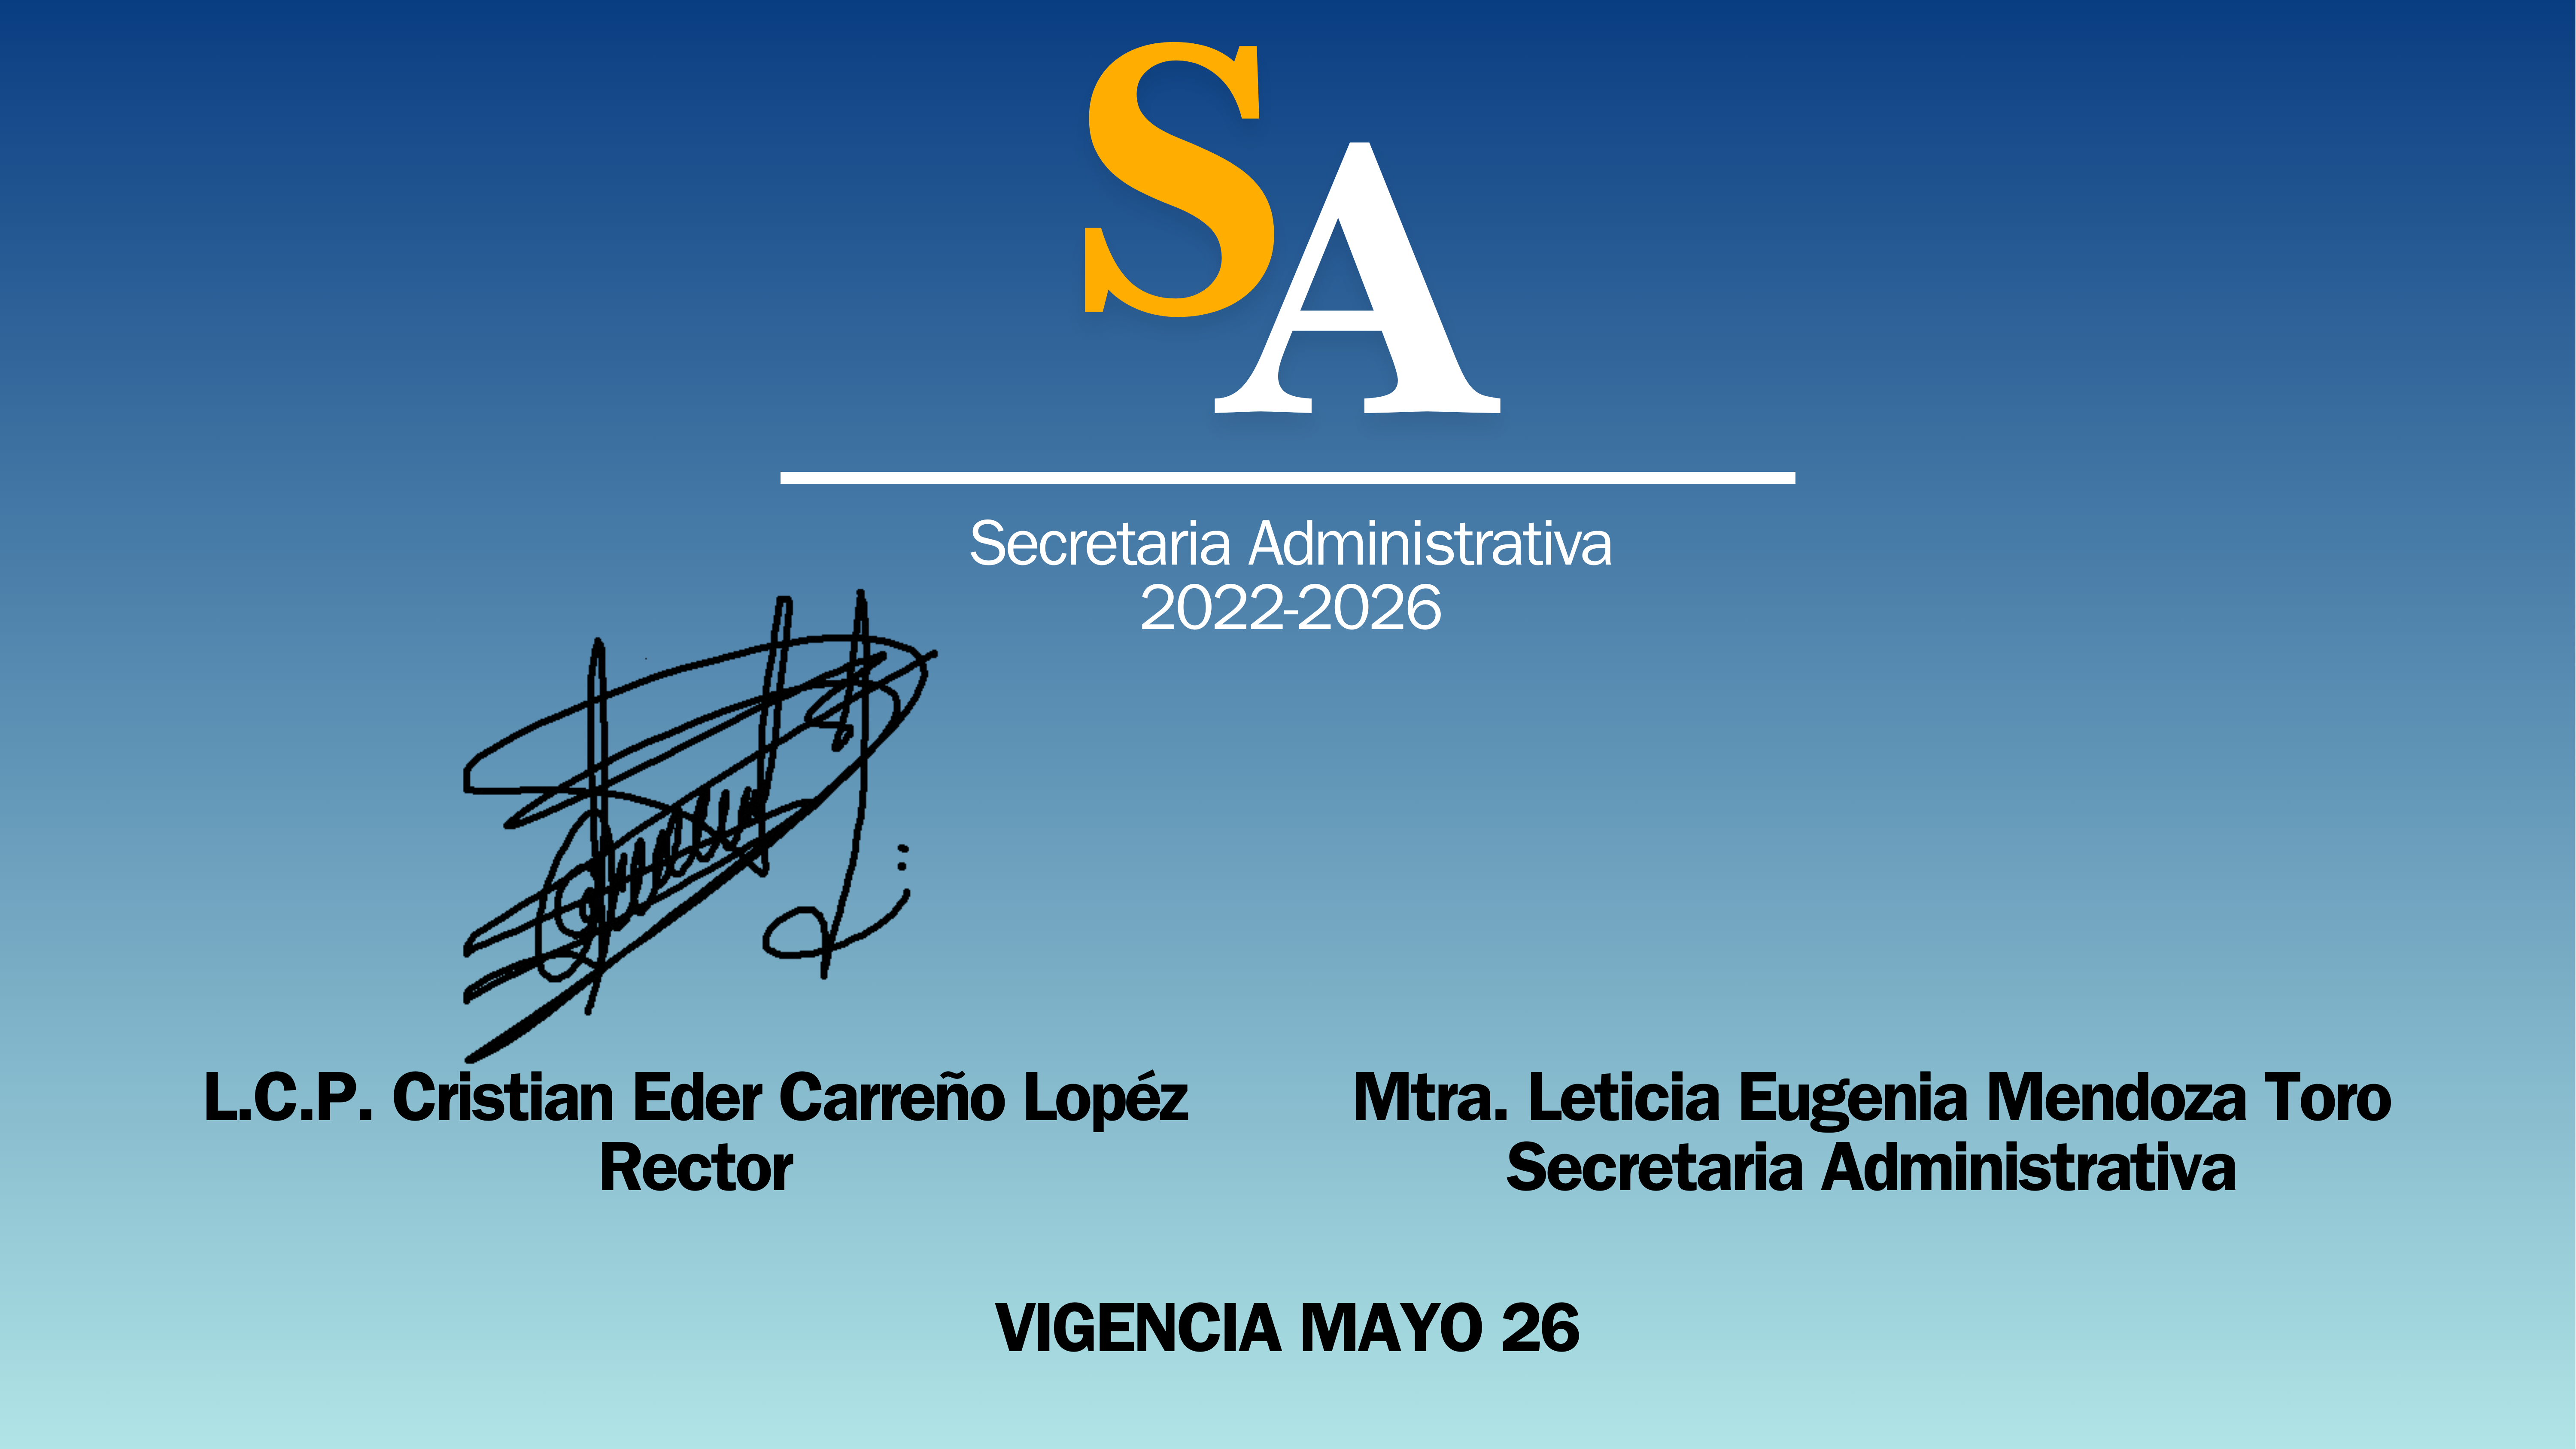 SA
Secretaria Administrativa
2022-2026
L.C.P. Cristian Eder Carreño Lopéz
Rector
Mtra. Leticia Eugenia Mendoza Toro
Secretaria Administrativa
VIGENCIA MAYO 26